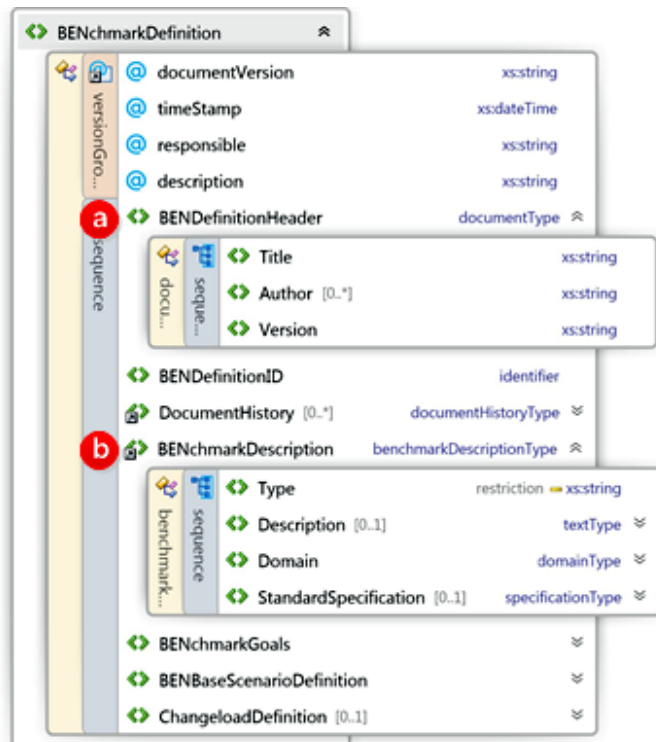 BENchmarkDefinition
versionGro...
documentVersion xs:string
timeStamp xs:dateTime
responsible xs:string
description xs:string
a
sequence
BENDefinitionHeader documentType
docu...
seque...
Title xs:string
Author [0..*] xs:string
Version xs:string
BENDefinitionID identifier
DocumentHistory [0..*] documentHistoryType
b
BENchmarkDescription benchmarkDescriptionType
benchmark...
sequence
Type restriction xs:string
Description [0..1] textType
Domain domainType
StandardSpecification [0..1] specificationType
BENchmarkGoals
BENBaseScenarioDefinition
ChangeloadDefinition [0..1]